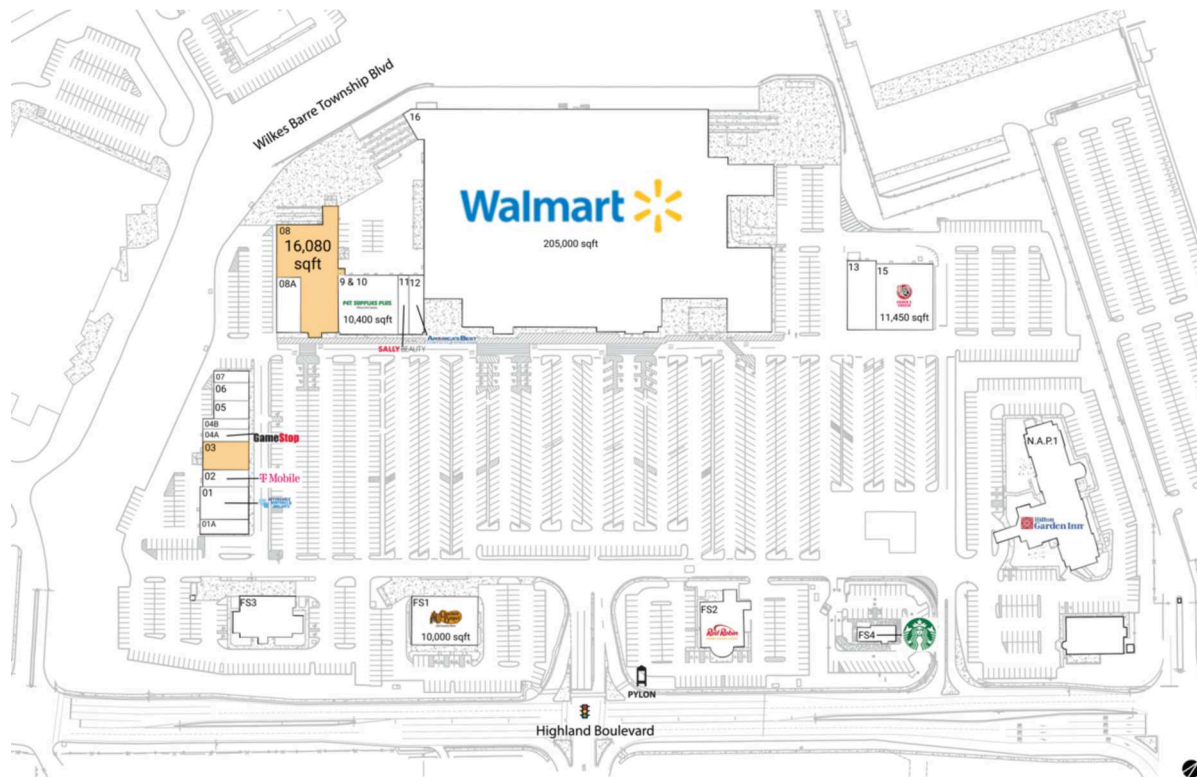 Wilkes Barre Township Blvd
16
Walmart
205,000 sqft
08
16,080
sqft
08A
9 & 10
PET SUPPLIES PLUS
10,400 sqft
11
12
AMERICA'S BEST
SALLY BEAUTY
13
15
11,450 sqft
07
06
05
04B
04A
GameStop
03
02
T Mobile
01
01A
N.A.P.1
Hilton
Garden Inn
FS3
FS1
10,000 sqft
FS2
Red Robin
FS4
PYLON
Highland Boulevard